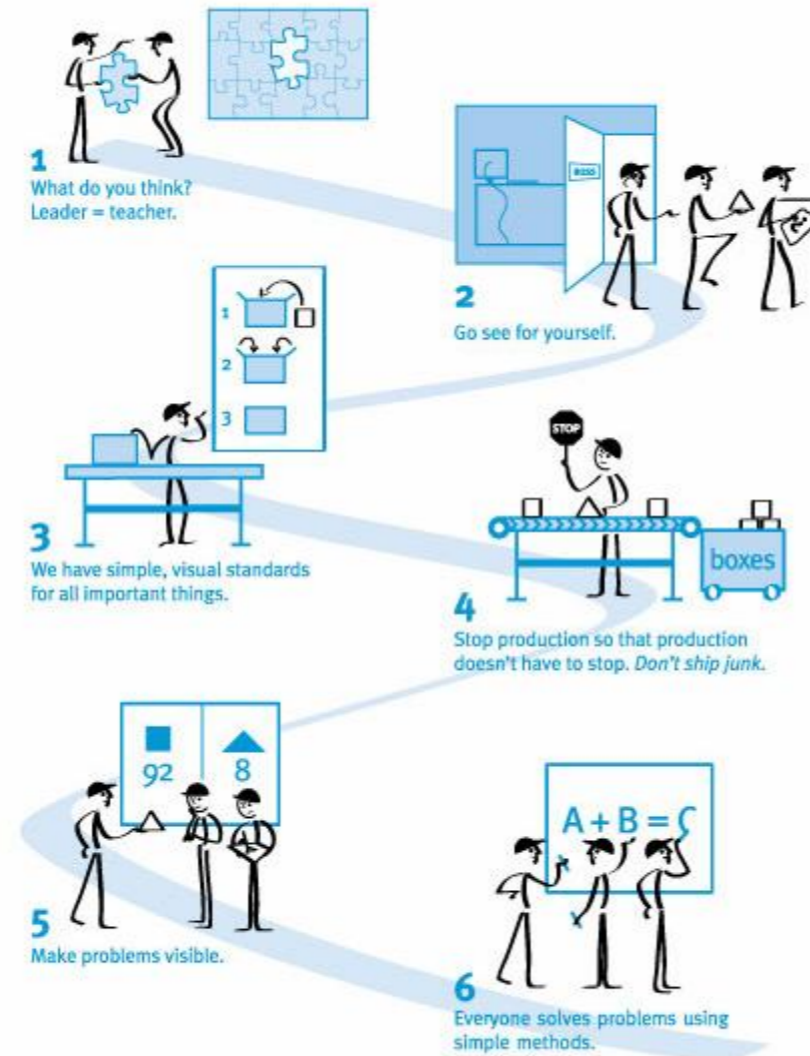 1
What do you think?
Leader = teacher.
BOSS
2
Go see for yourself.
1
2
3
3
We have simple, visual standards
for all important things.
STOP
boxes
4
Stop production so that production
doesn't have to stop. Don't ship junk.
92
8
5
Make problems visible.
A + B = C
6
Everyone solves problems using
simple methods.